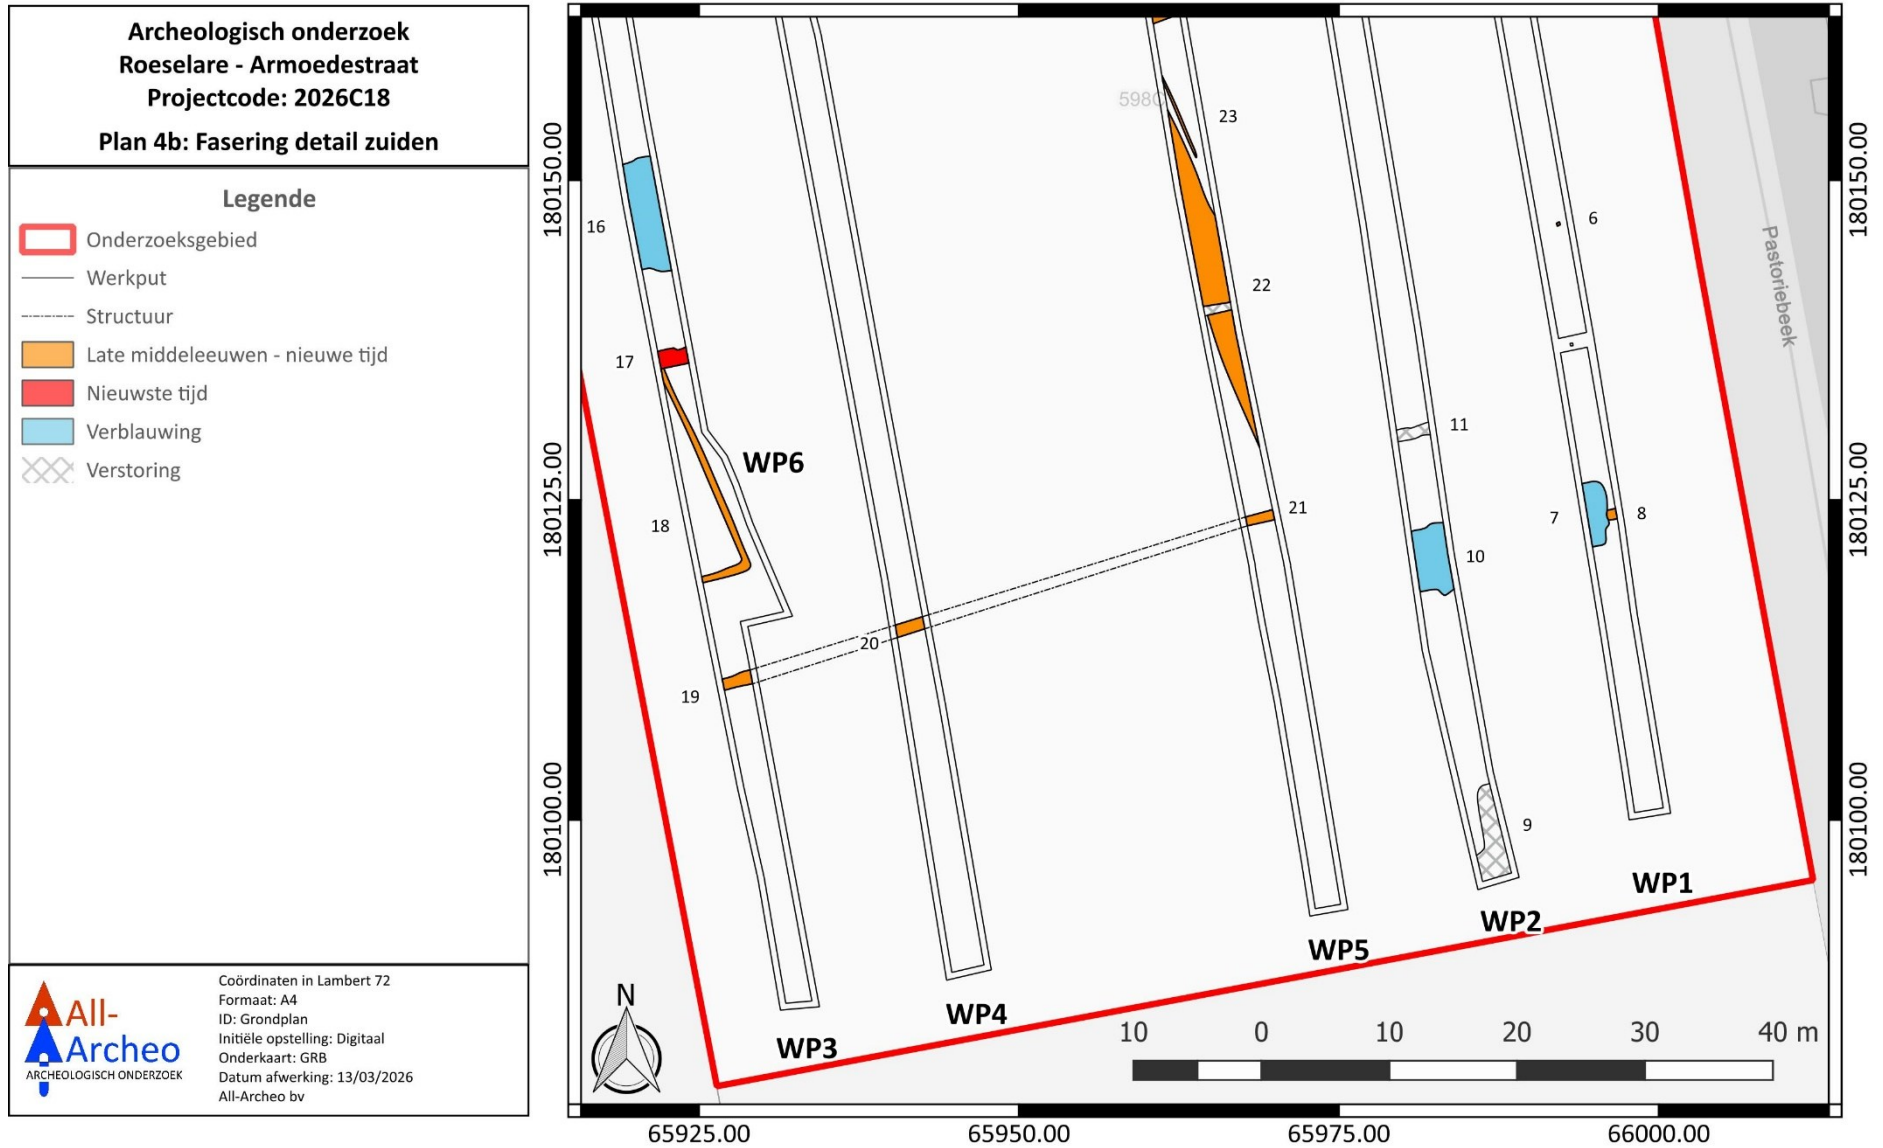 Archeologisch onderzoek
Roeselare - Armoedestraat
Projectcode: 2026C18
Plan 4b: Fasering detail zuiden
Legende
Onderzoeksgebied
Werkput
Structuur
Late middeleeuwen - nieuwe tijd
Nieuwste tijd
Verblauwing
Verstoring
All-
Archeo
ARCHEOLOGISCH ONDERZOEK
Coördinaten in Lambert 72
Formaat: A4
ID: Grondplan
Initiële opstelling: Digitaal
Onderkaart: GRB
Datum afwerking: 13/03/2026
All-Archeo bv
180150.00
180125.00
180100.00
598C
23
16
6
22
17
11
WP6
18
21
7
8
10
20
19
9
WP1
WP2
WP5
WP4
WP3
Pastoriebeek
N
10 0 10 20 30 40 m
180150.00
180125.00
180100.00
65925.00 65950.00 65975.00 66000.00